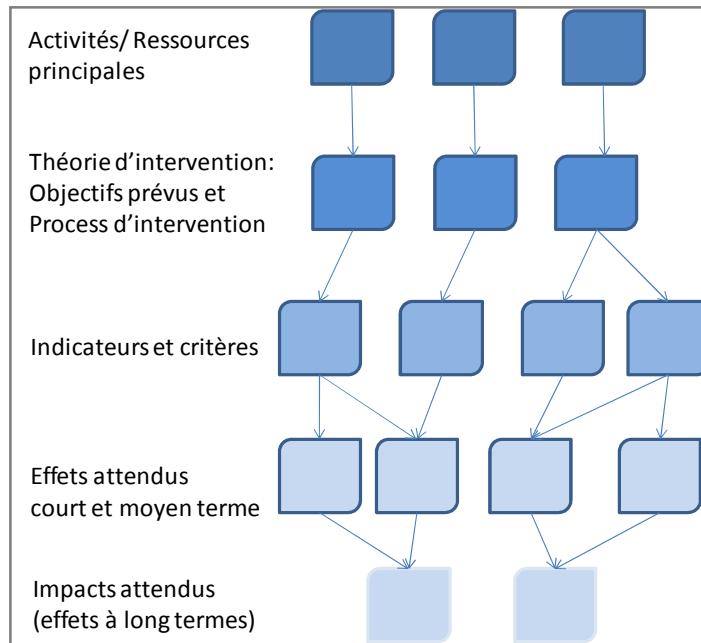 Activités/ Ressources
principales
Théorie d'intervention:
Objectifs prévus et
Process d'intervention
Indicateurs et critères
Effets attendus
court et moyen terme
Impacts attendus
(effets à long termes)